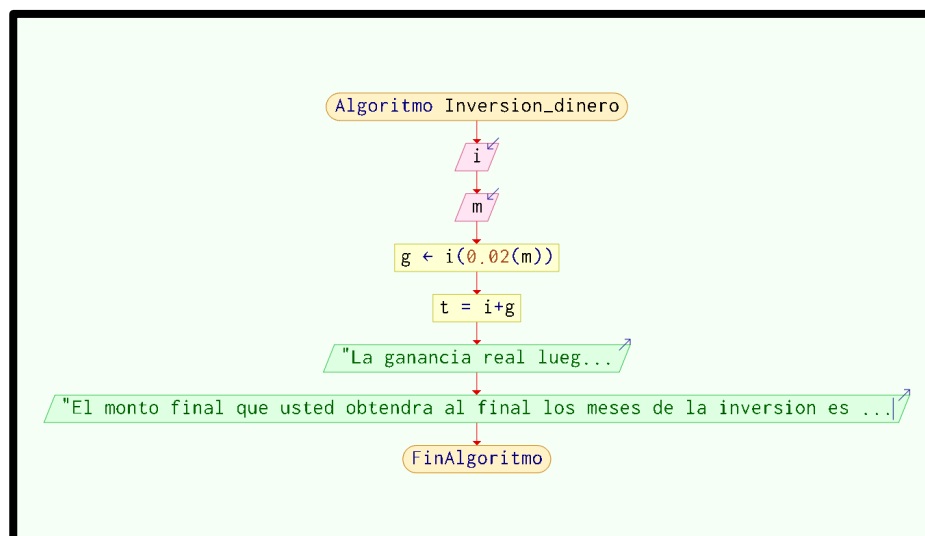 Algoritmo Inversion_dinero
i
m
g ← i(0.02(m))
t = i+g
"La ganancia real lueg...
"El monto final que usted obtendra al final los meses de la inversion es ...
FinAlgoritmo